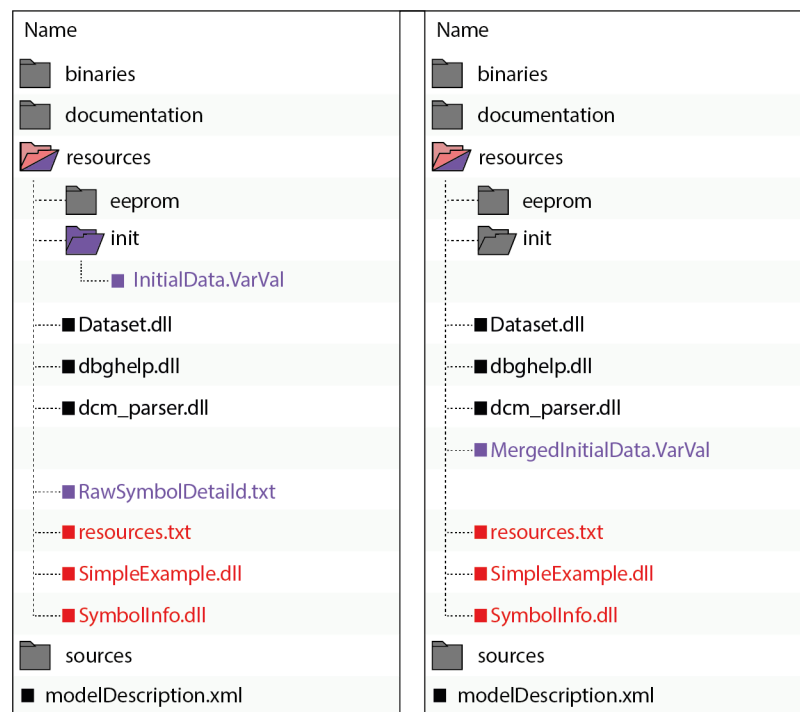 Name
binaries
documentation
resources
eeprom
init
InitialData.VarVal
Dataset.dll
dbghelp.dll
dcm_parser.dll
RawSymbolDetaild.txt
resources.txt
SimpleExample.dll
SymbolInfo.dll
sources
modelDescription.xml
Name
binaries
documentation
resources
eeprom
init
Dataset.dll
dbghelp.dll
dcm_parser.dll
MergedInitialData.VarVal
resources.txt
SimpleExample.dll
SymbolInfo.dll
sources
modelDescription.xml